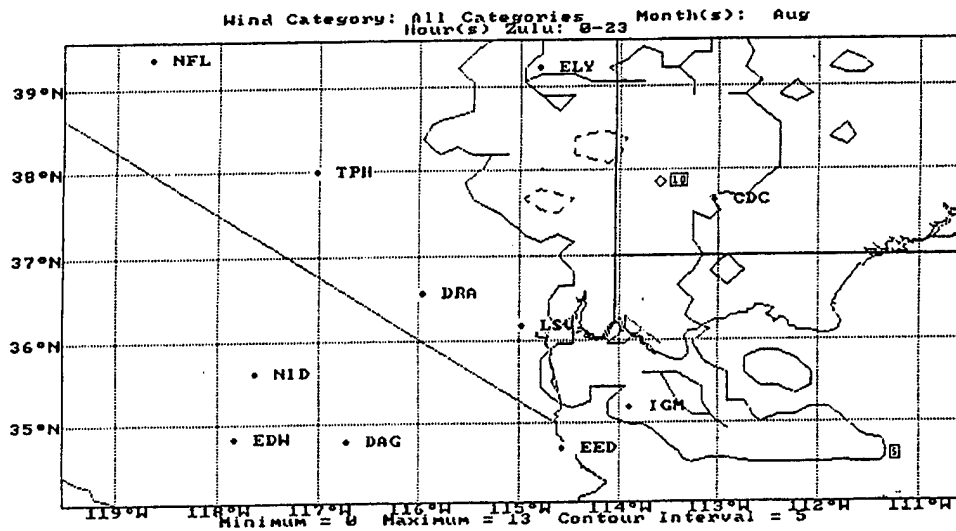 Wind Category: All Categories Month(s): Aug
Hour(s) Zulu: 0-23
NFL
ELY
39°N
TPH
38°N
10
CDC
37°N
DRA
LSV
36°N
NID
IGM
35°N
EDW
DAG
EED
5
119°W 118°W 117°W 116°W 115°W 114°W 113°W 112°W 111°W
Minimum = 0 Maximum = 13 Contour Interval = 5